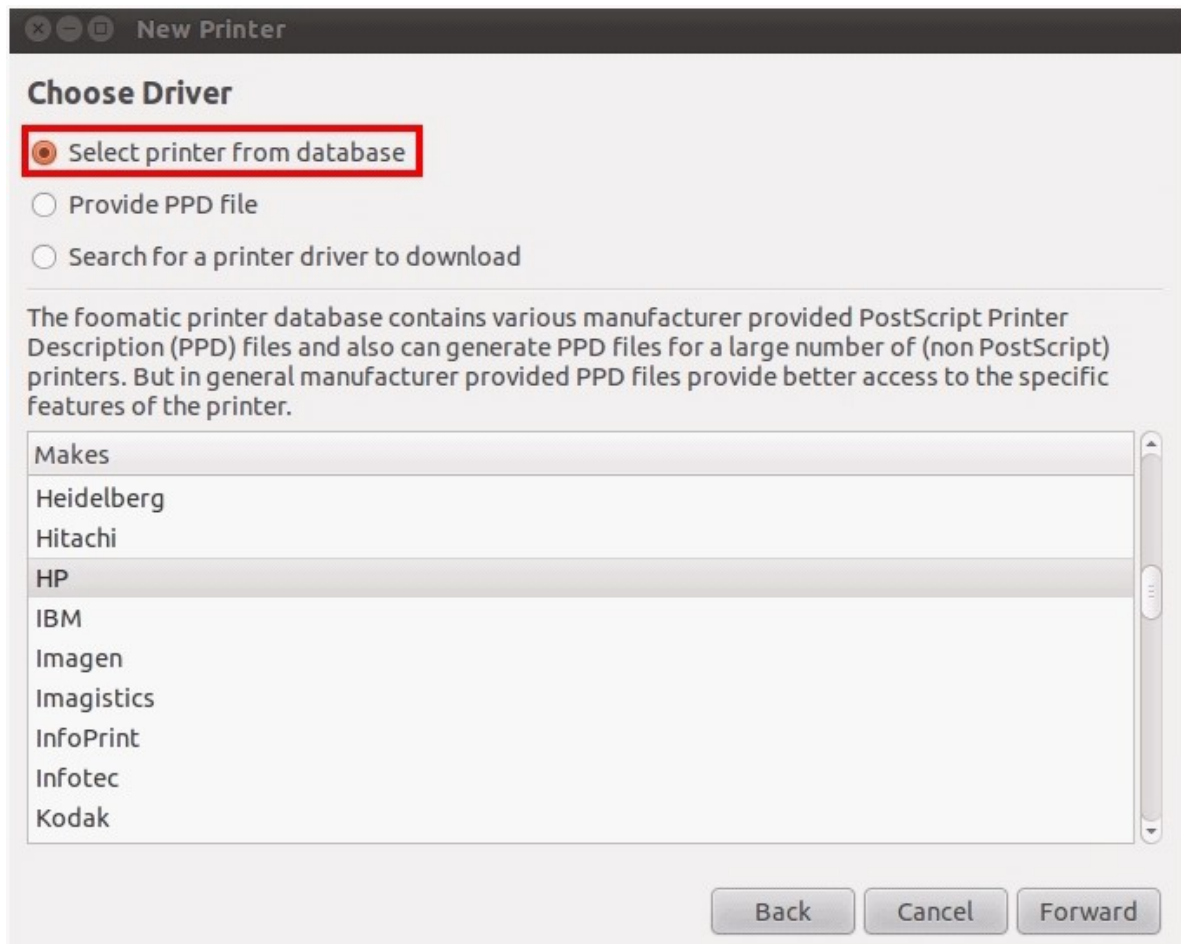 New Printer
Choose Driver
Select printer from database
Provide PPD file
Search for a printer driver to download
The foomatic printer database contains various manufacturer provided PostScript Printer
Description (PPD) files and also can generate PPD files for a large number of (non PostScript)
printers. But in general manufacturer provided PPD files provide better access to the specific
features of the printer.
Makes
Heidelberg
Hitachi
HP
IBM
Imagen
Imagistics
InfoPrint
Infotec
Kodak
Back Cancel Forward